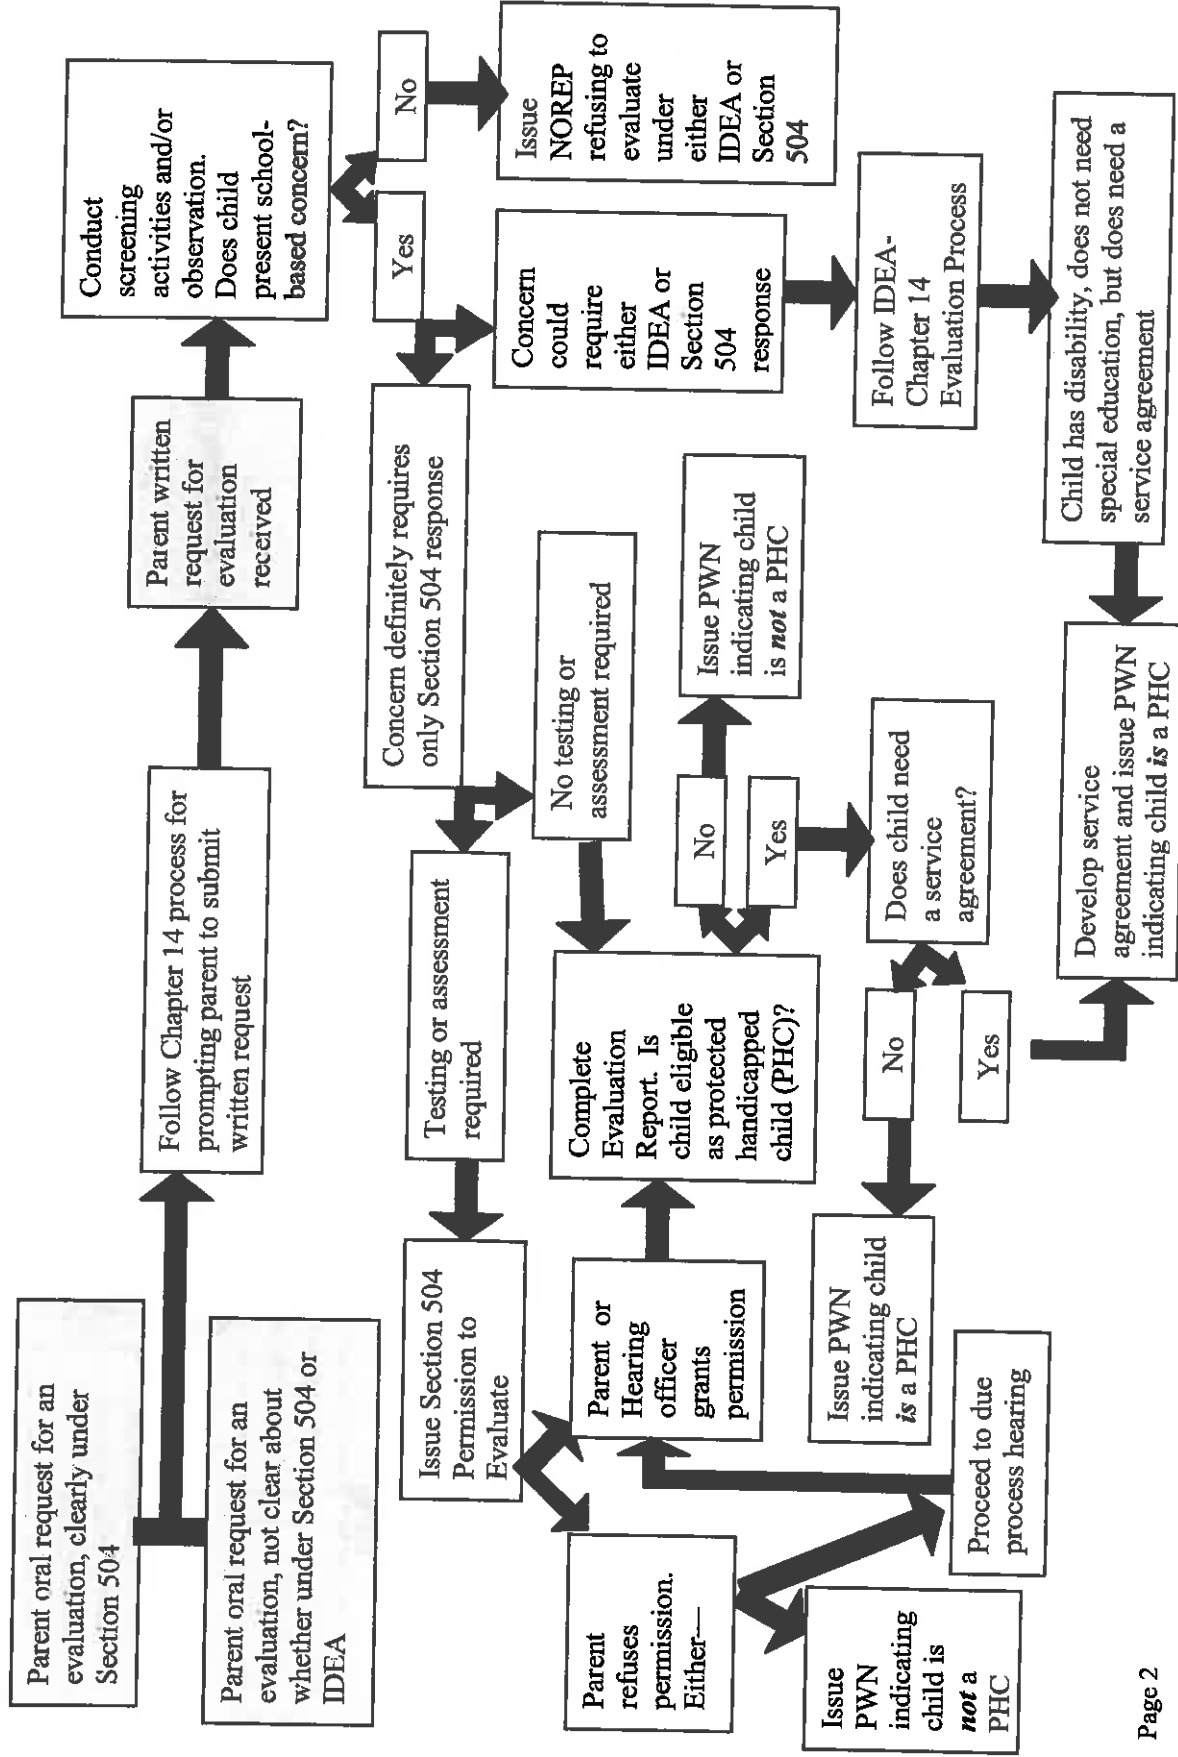 Parent oral request for an
evaluation, clearly under
Section 504
Parent oral request for an
evaluation, not clear about
whether under Section 504 or
IDEA
Follow Chapter 14 process for
prompting parent to submit
written request
Parent written
request for
evaluation
received
Conduct
screening
activities and/or
observation.
Does child
present school-
based concern?
No
Yes
Issue
NOREP
refusing to
evaluate
under
either
IDEA or
Section
504
Concern
could
require
either
IDEA or
Section
504
response
Concern definitely requires
only Section 504 response
Testing or assessment
required
No testing or
assessment required
Issue Section 504
Permission to
Evaluate
Parent
refuses
permission.
Either—
Parent or
Hearing
officer
grants
permission
Complete
Evaluation
Report. Is
child eligible
as protected
handicapped
child (PHC)?
No
Yes
Issue PWN
indicating child
is not a PHC
Follow IDEA-
Chapter 14
Evaluation Process
Issue
PWN
indicating
child is
not a
PHC
Proceed to due
process hearing
Issue PWN
indicating child
is a PHC
No
Yes
Does child need
a service
agreement?
Child has disability, does not need
special education, but does need a
service agreement
Develop service
agreement and issue PWN
indicating child is a PHC
Page 2